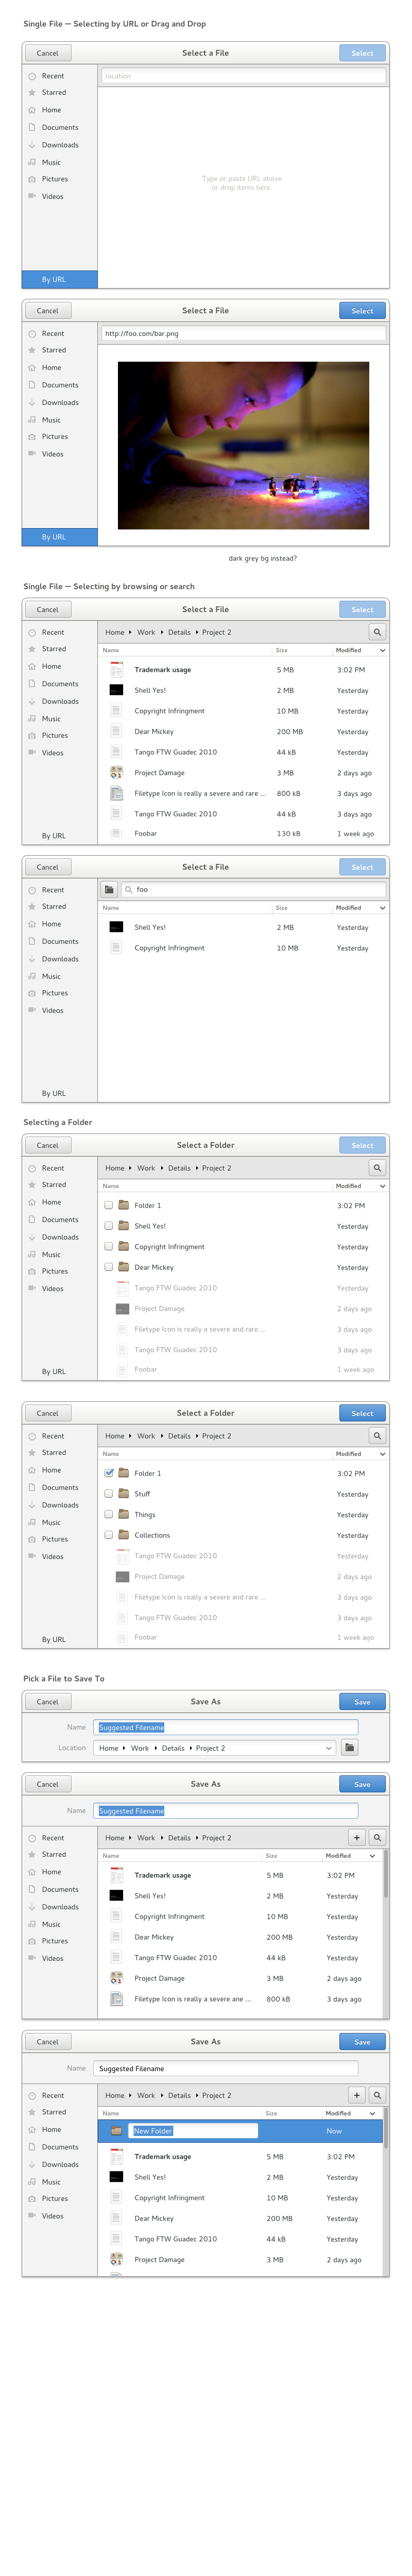 Single File — Selecting by URL or Drag and Drop
Cancel Select a File Select
Recent location
Starred
Home
Documents
Downloads
Music
Pictures Type or paste URL above
or drop items here.
Videos
By URL
Cancel Select a File Select
Recent http://foo.com/bar.png
Starred
Home
Documents
Downloads
Music
Pictures
Videos
By URL
dark grey bg instead?
Single File — Selecting by browsing or search
Cancel Select a File Select
Recent Home Work Details Project 2
Starred Name Size Modified
Home Trademark usage 5 MB 3:02 PM
Documents Shell Yes! 2 MB Yesterday
Downloads Copyright Infringment 10 MB Yesterday
Music Dear Mickey 200 MB Yesterday
Pictures Tango FTW Guadec 2010 44 kB Yesterday
Videos Project Damage 3 MB 2 days ago
Filetype Icon is really a severe and rare ... 800 kB 3 days ago
Tango FTW Guadec 2010 44 kB 3 days ago
By URL Foobar 130 kB 1 week ago
Cancel Select a File Select
Recent foo
Starred Name Size Modified
Home Shell Yes! 2 MB Yesterday
Documents Copyright Infringment 10 MB Yesterday
Downloads
Music
Pictures
Videos
By URL
Selecting a Folder
Cancel Select a Folder Select
Recent Home Work Details Project 2
Starred Name Modified
Home Folder 1 3:02 PM
Documents Shell Yes! Yesterday
Downloads Copyright Infringment Yesterday
Music Dear Mickey Yesterday
Pictures Tango FTW Guadec 2010 Yesterday
Videos Project Damage 2 days ago
Filetype Icon is really a severe and rare ... 3 days ago
Tango FTW Guadec 2010 3 days ago
By URL Foobar 1 week ago
Cancel Select a Folder Select
Recent Home Work Details Project 2
Starred Name Modified
Home Folder 1 3:02 PM
Documents Stuff Yesterday
Downloads Things Yesterday
Music Collections Yesterday
Pictures Tango FTW Guadec 2010 Yesterday
Videos Project Damage 2 days ago
Filetype Icon is really a severe and rare ... 3 days ago
Tango FTW Guadec 2010 3 days ago
By URL Foobar 1 week ago
Pick a File to Save To
Cancel Save As Save
Name Suggested Filename
Location Home Work Details Project 2
Cancel Save As Save
Name Suggested Filename
Recent Home Work Details Project 2
Starred Name Size Modified
Home Trademark usage 5 MB 3:02 PM
Documents Shell Yes! 2 MB Yesterday
Downloads Copyright Infringment 10 MB Yesterday
Music Dear Mickey 200 MB Yesterday
Pictures Tango FTW Guadec 2010 44 kB Yesterday
Videos Project Damage 3 MB 2 days ago
Filetype Icon is really a severe ane ... 800 kB 3 days ago
Cancel Save As Save
Name Suggested Filename
Recent Home Work Details Project 2
Starred Name Size Modified
Home New Folder Now
Documents Trademark usage 5 MB 3:02 PM
Downloads Shell Yes! 2 MB Yesterday
Music Copyright Infringment 10 MB Yesterday
Pictures Dear Mickey 200 MB Yesterday
Videos Tango FTW Guadec 2010 44 kB Yesterday
Project Damage 3 MB 2 days ago